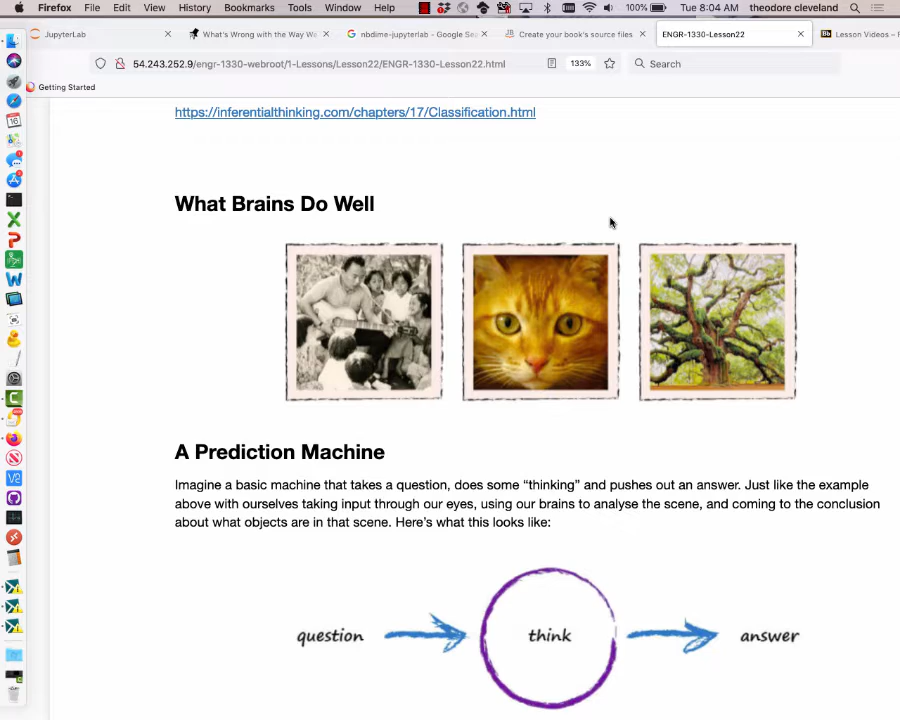 Firefox File Edit View History Bookmarks Tools Window Help 100% Tue 8:04 AM theodore cleveland
JupyterLab What's Wrong with the Way We nbdime-jupyterlab – Google Sea Create your book's source files ENGR-1330-Lesson22 Lesson Videos – F
54.243.252.9/engr-1330-webroot/1-Lessons/Lesson22/ENGR-1330-Lesson22.html 133% Search
Getting Started
https://inferentialthinking.com/chapters/17/Classification.html
What Brains Do Well
A Prediction Machine
Imagine a basic machine that takes a question, does some “thinking” and pushes out an answer. Just like the example
above with ourselves taking input through our eyes, using our brains to analyse the scene, and coming to the conclusion
about what objects are in that scene. Here’s what this looks like:
question think answer